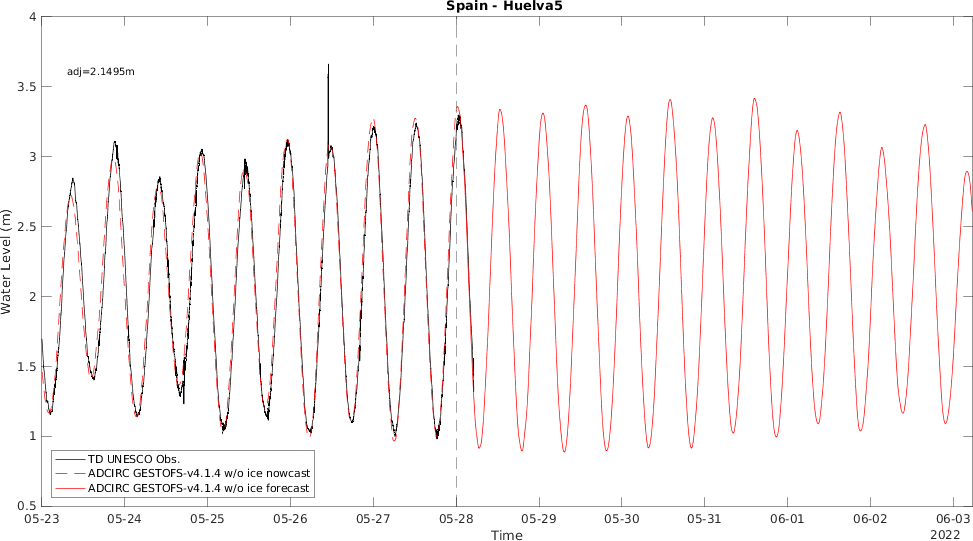 Spain - Huelva5
4
3.5
3
2.5
2
1.5
1
0.5
Water Level (m)
adj=2.1495m
TD UNESCO Obs.
ADCIRC GESTOFS-v4.1.4 w/o ice nowcast
ADCIRC GESTOFS-v4.1.4 w/o ice forecast
05-23 05-24 05-25 05-26 05-27 05-28 05-29 05-30 05-31 06-01 06-02 06-03
Time
2022